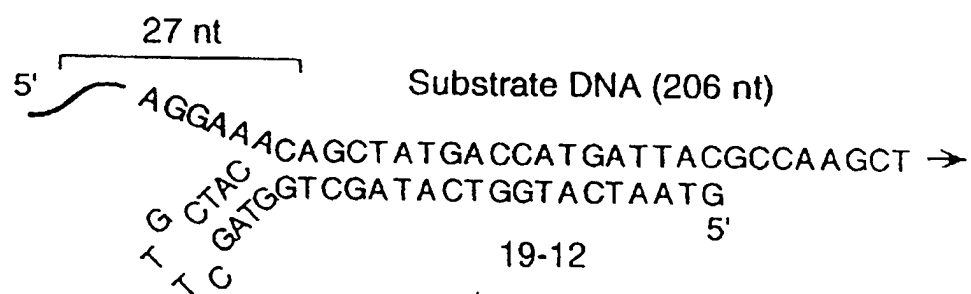 27 nt
5'
Substrate DNA (206 nt)
AGGAAACAGCTATGACCATGATTACGCCAAGCT →
CTAC
GATGGTCGATACTGGTACTAATG
G
T
T
C
5'
19-12